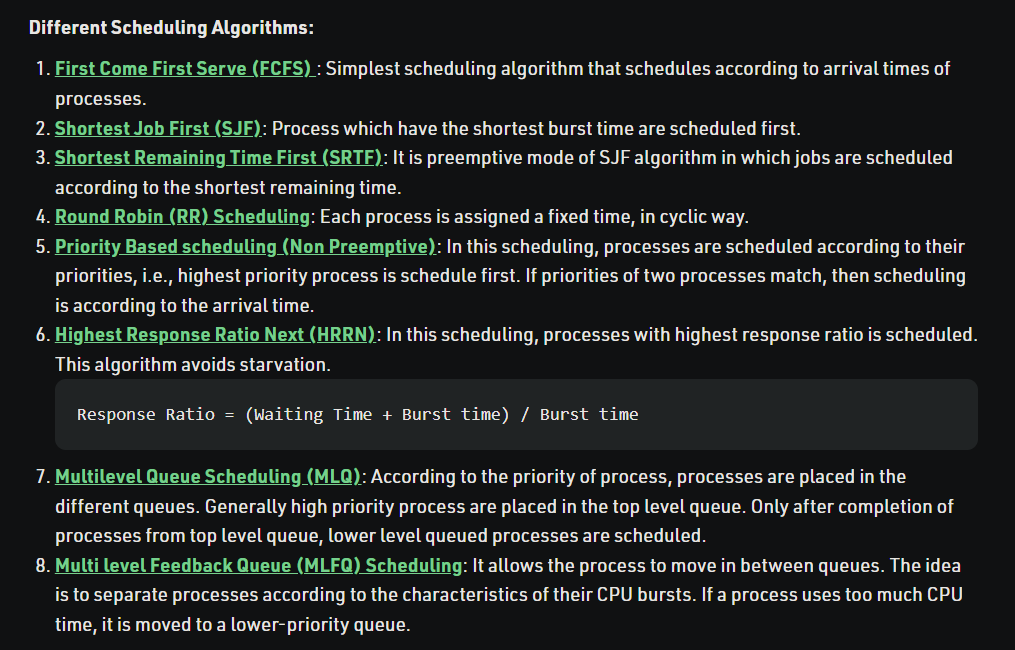 Different Scheduling Algorithms:
1. First Come First Serve (FCFS) : Simplest scheduling algorithm that schedules according to arrival times of
processes.
2. Shortest Job First (SJF): Process which have the shortest burst time are scheduled first.
3. Shortest Remaining Time First (SRTF): It is preemptive mode of SJF algorithm in which jobs are scheduled
according to the shortest remaining time.
4. Round Robin (RR) Scheduling: Each process is assigned a fixed time, in cyclic way.
5. Priority Based scheduling (Non Preemptive): In this scheduling, processes are scheduled according to their
priorities, i.e., highest priority process is schedule first. If priorities of two processes match, then scheduling
is according to the arrival time.
6. Highest Response Ratio Next (HRRN): In this scheduling, processes with highest response ratio is scheduled.
This algorithm avoids starvation.
Response Ratio = (Waiting Time + Burst time) / Burst time
7. Multilevel Queue Scheduling (MLQ): According to the priority of process, processes are placed in the
different queues. Generally high priority process are placed in the top level queue. Only after completion of
processes from top level queue, lower level queued processes are scheduled.
8. Multi level Feedback Queue (MLFQ) Scheduling: It allows the process to move in between queues. The idea
is to separate processes according to the characteristics of their CPU bursts. If a process uses too much CPU
time, it is moved to a lower-priority queue.